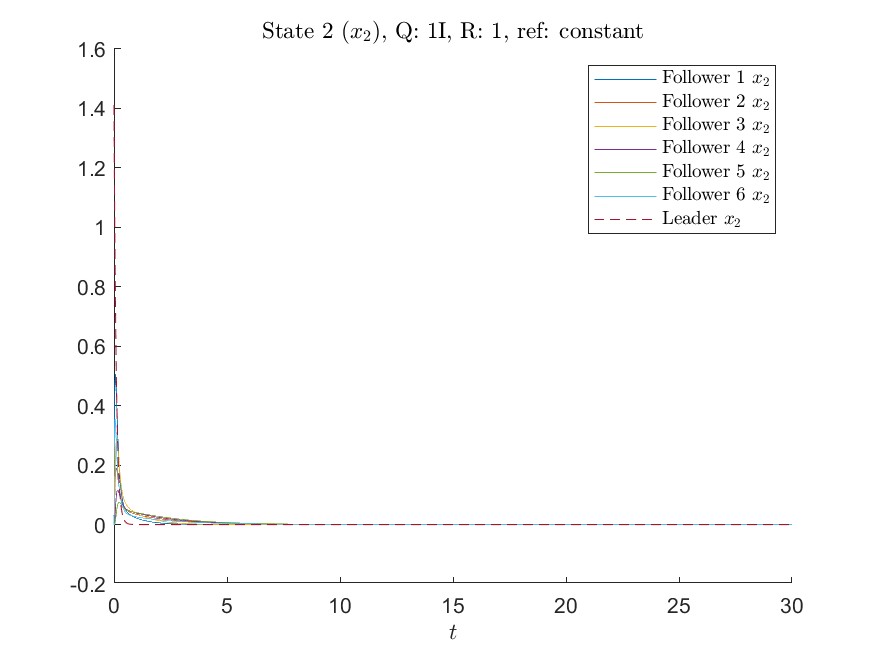 State 2 (x₂), Q: 1I, R: 1, ref: constant
1.6
1.4
1.2
1
0.8
0.6
0.4
0.2
0
-0.2
Follower 1 x₂
Follower 2 x₂
Follower 3 x₂
Follower 4 x₂
Follower 5 x₂
Follower 6 x₂
Leader x₂
0 5 10 15 20 25 30
t